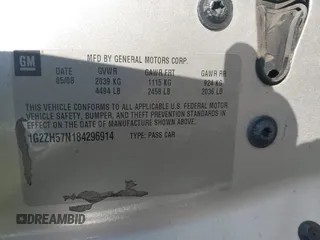 GM
MFD BY GENERAL MOTORS CORP.
DATE GVWR GAWR FRT GAWR RR
05/08 2038 KG 1115 KG 924 KG
4494 LB 2458 LB 2036 LB
THIS VEHICLE CONFORMS TO ALL APPLICABLE U.S. FEDERAL MOTOR
VEHICLE SAFETY, BUMPER, AND THEFT PREVENTION STANDARDS
IN EFFECT ON THE DATE OF MANUFACTURE SHOWN ABOVE.
1G2ZH57N184296914 TYPE: PASS CAR
DREAMBID